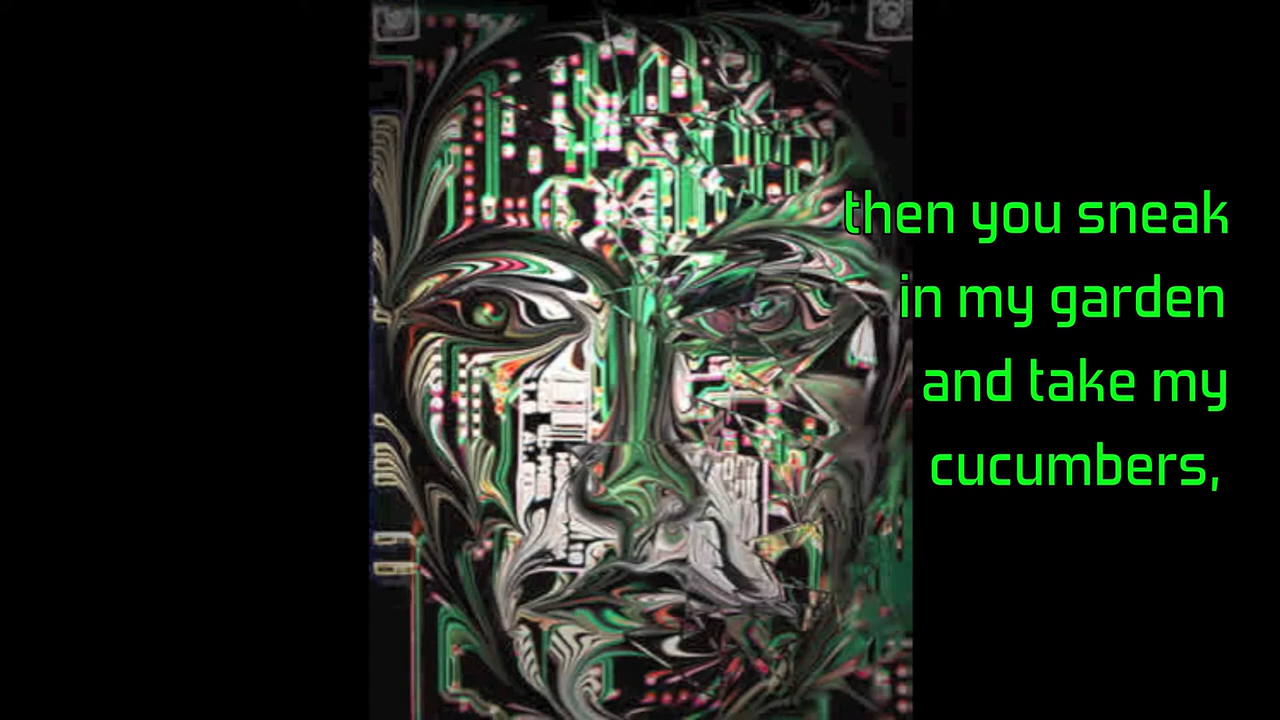 then you sneak
in my garden
and take my
cucumbers,